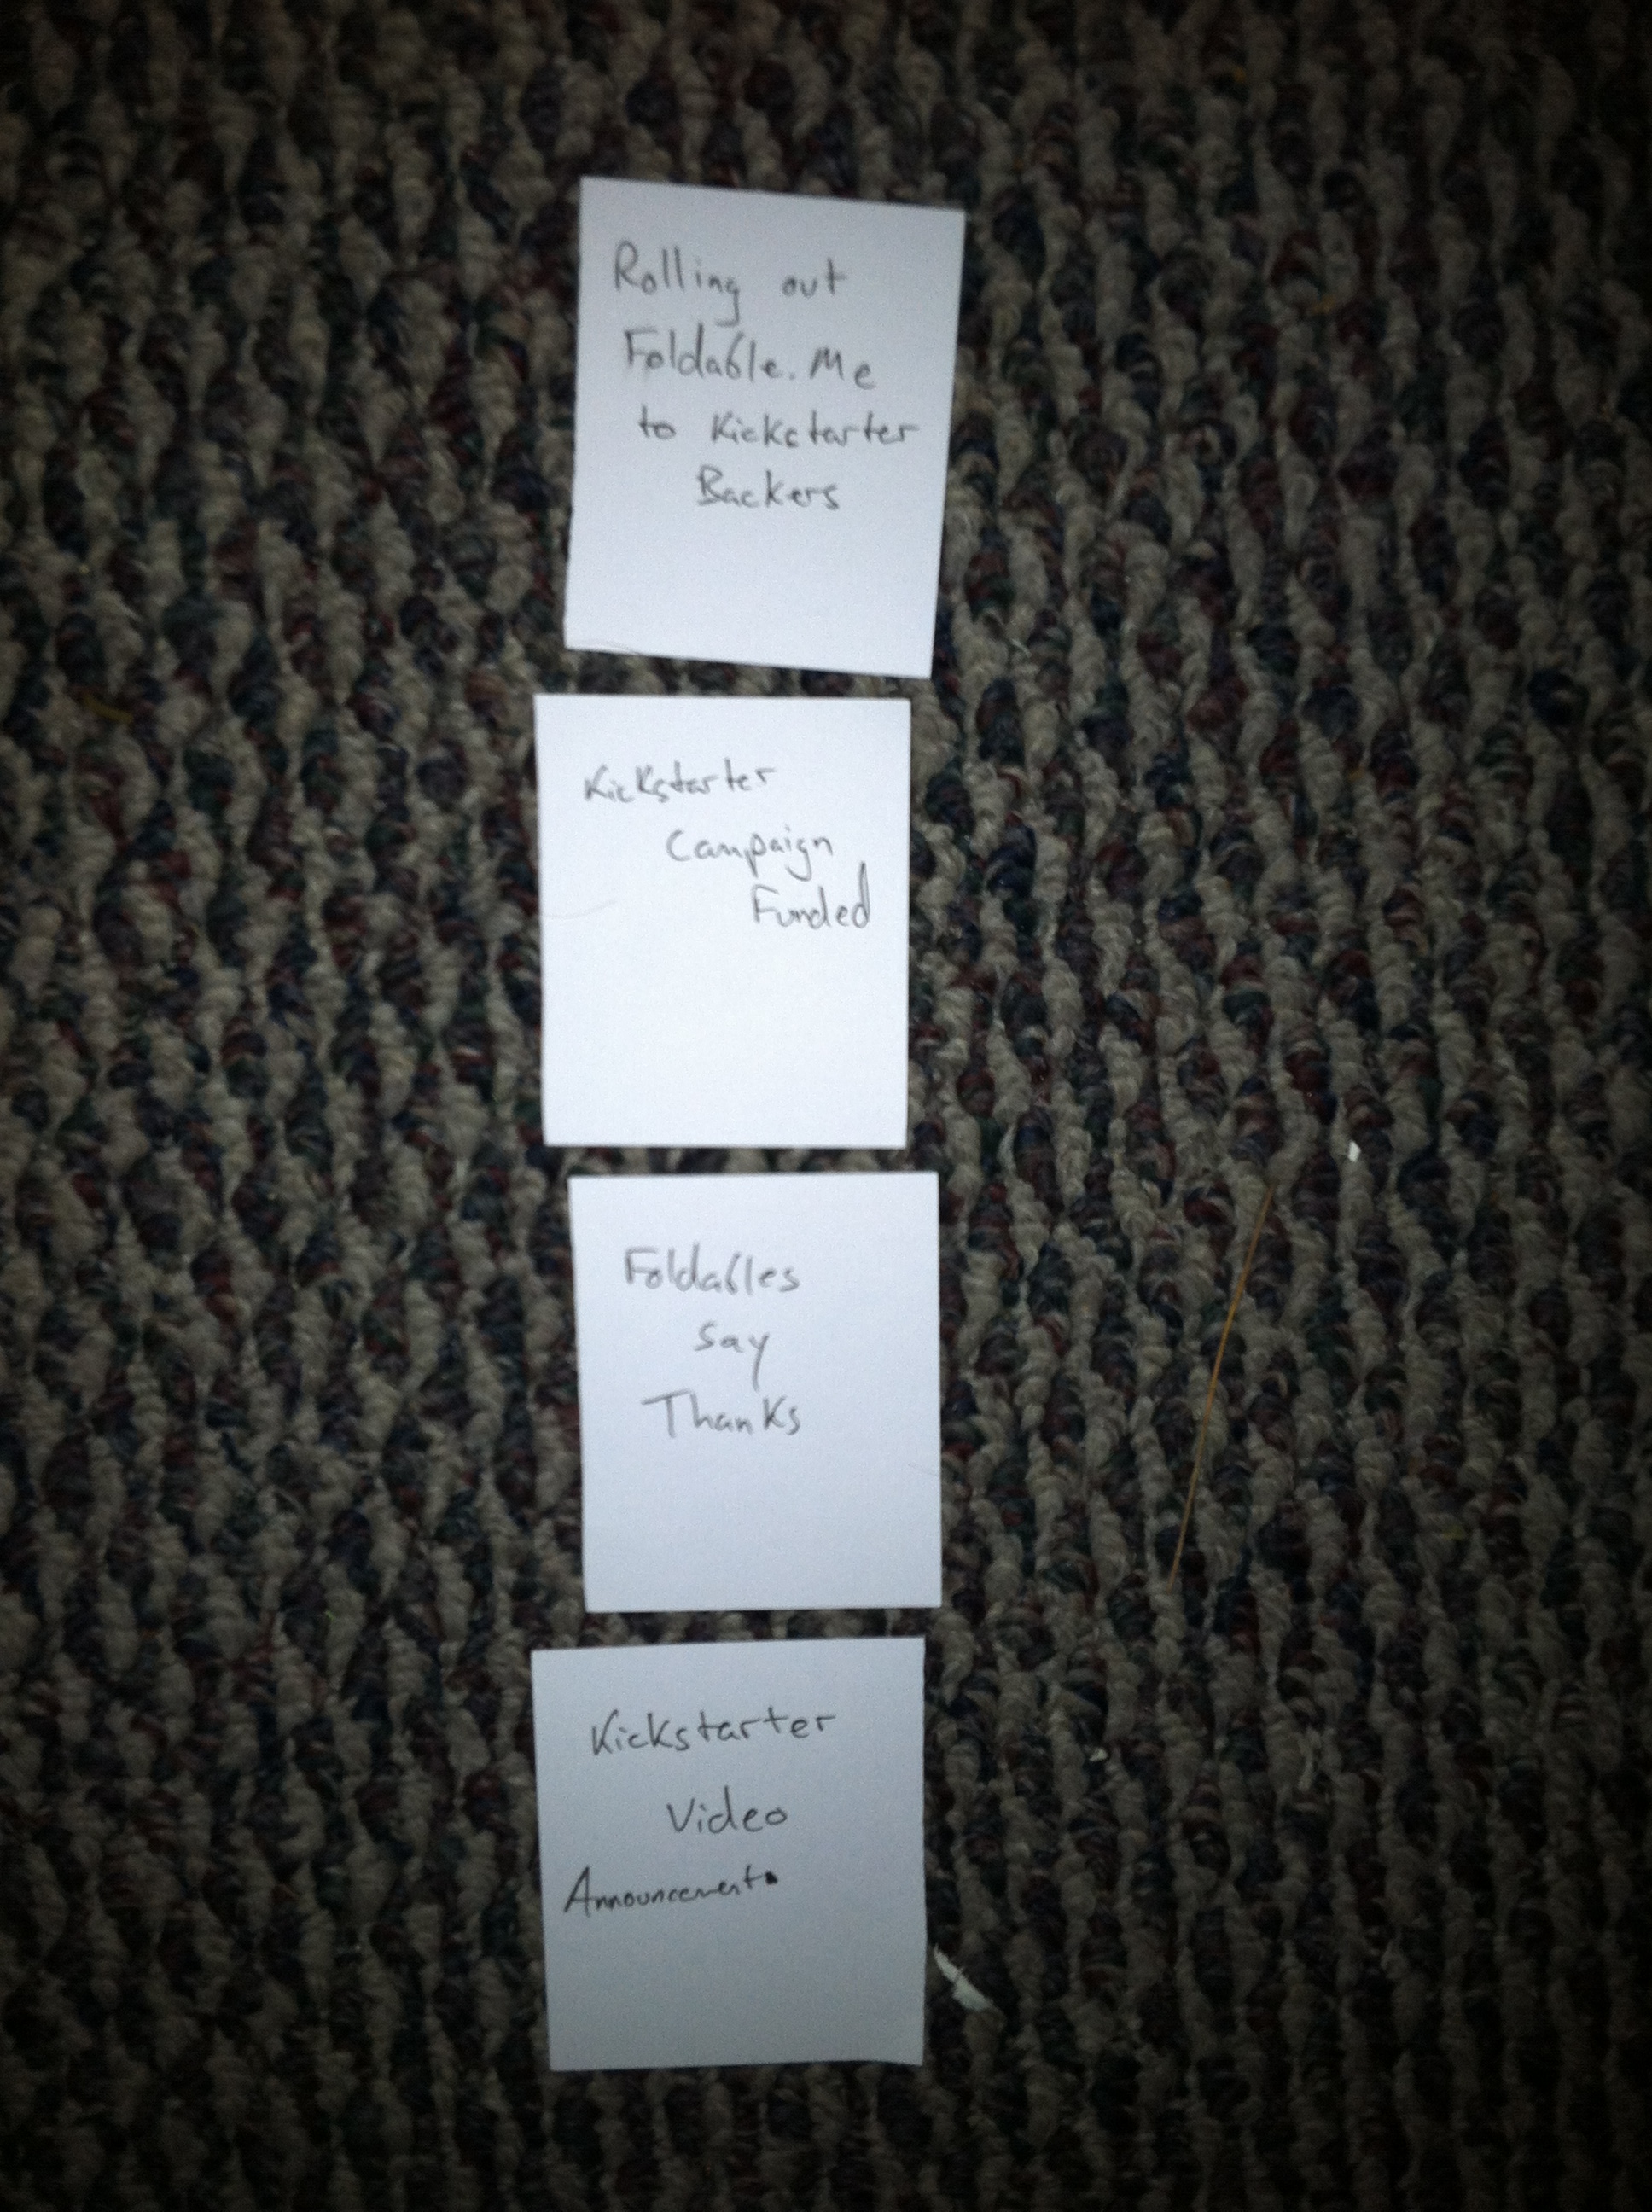 Rolling out
Foldable.Me
to Kickstarter
Backers
Kickstarter
Campaign
Funded
Foldables
Say
Thanks
Kickstarter
Video
Announcement